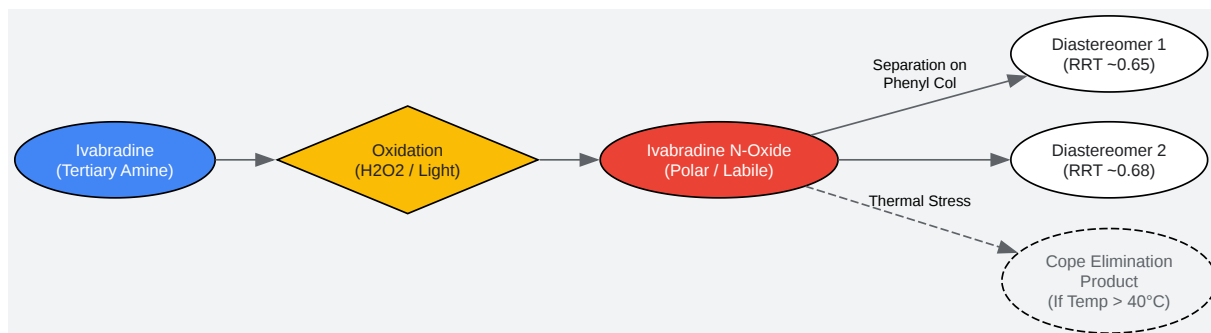 Ivabradine
(Tertiary Amine)
Oxidation
(H2O2 / Light)
Ivabradine N-Oxide
(Polar / Labile)
Separation on
Phenyl Col
Thermal Stress
Diastereomer 1
(RRT ~0.65)
Diastereomer 2
(RRT ~0.68)
Cope Elimination
Product
(If Temp > 40°C)